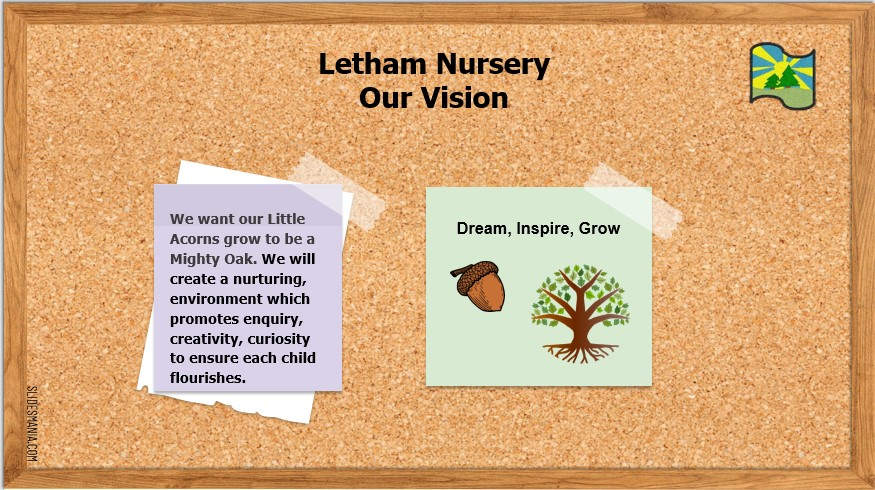 Letham Nursery
Our Vision
We want our Little
Acorns grow to be a
Mighty Oak. We will
create a nurturing,
environment which
promotes enquiry,
creativity, curiosity
to ensure each child
flourishes.
Dream, Inspire, Grow
SLIDESMANIA.COM